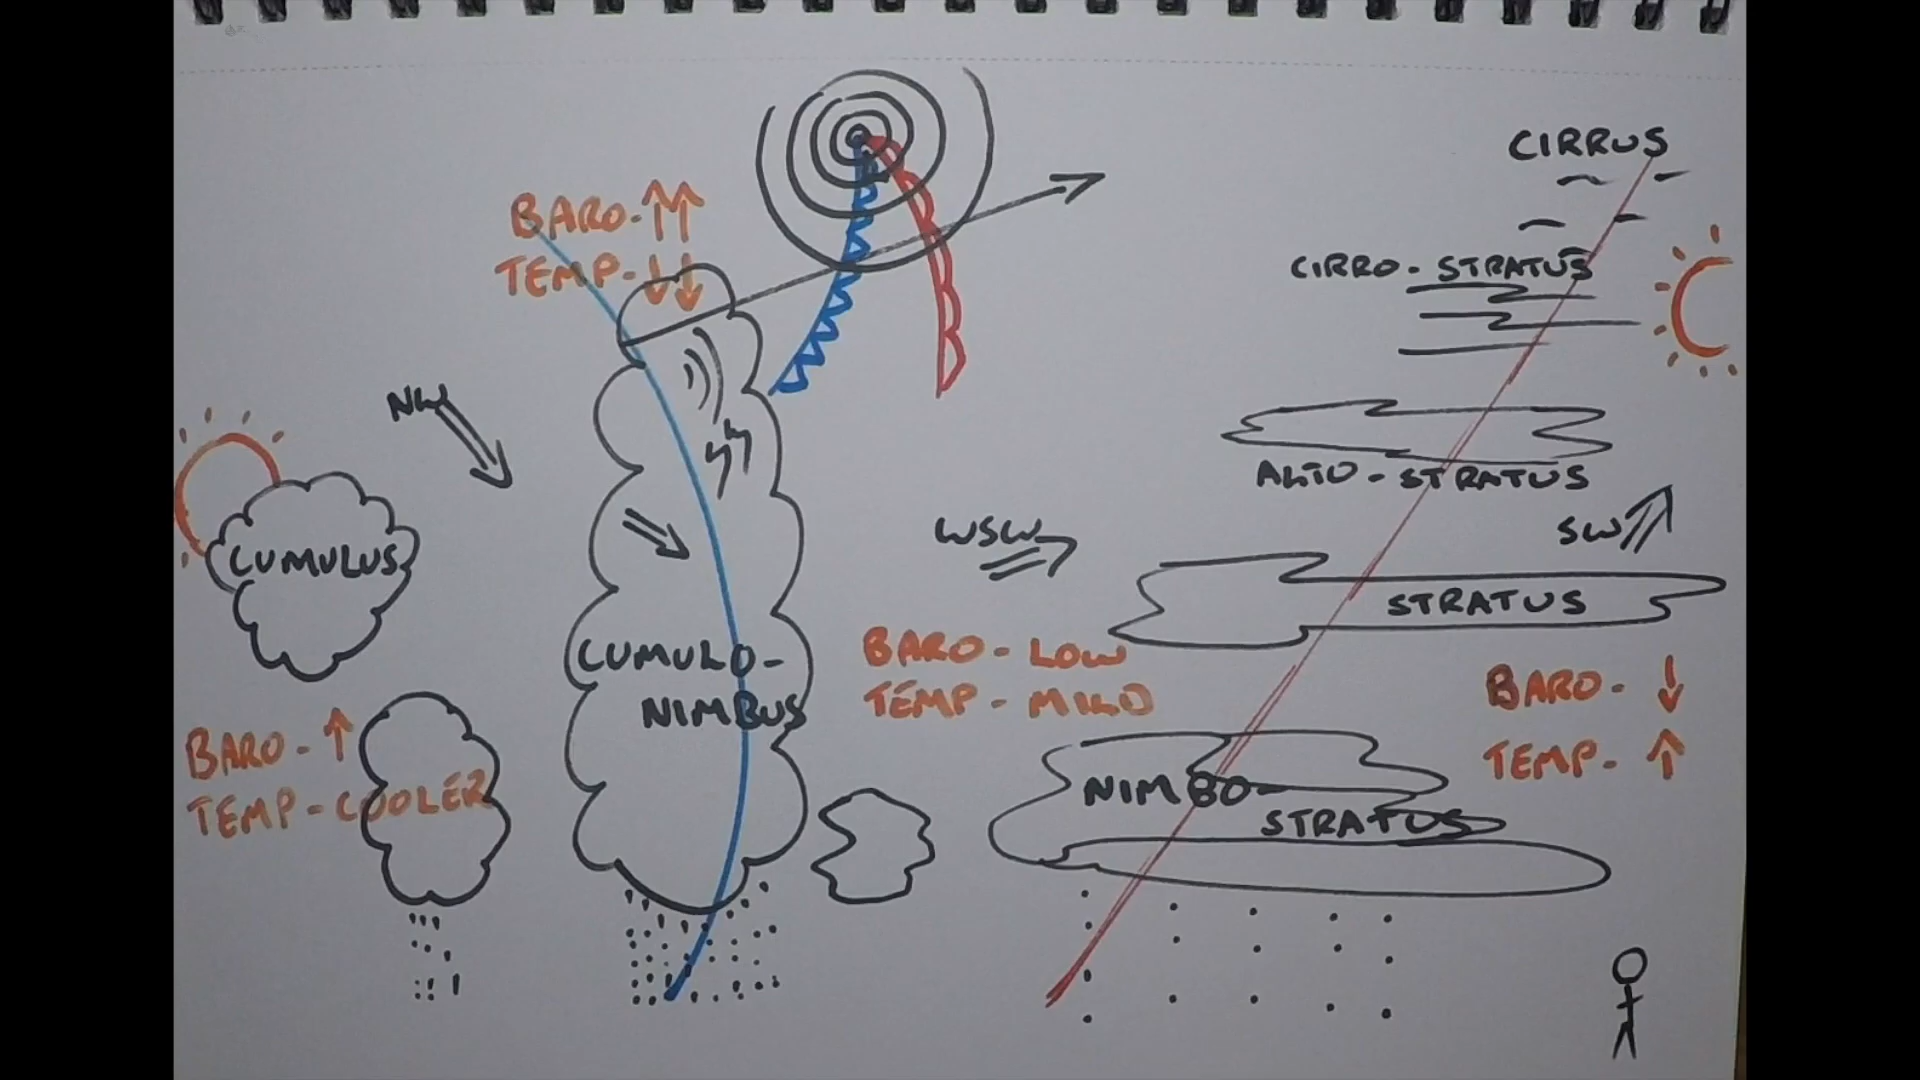 CIRRUS
BARO-↑↑
TEMP-↓↓
CIRRO-STRATUS
NW
ALTO-STRATUS
CUMULUS
WSW
SW
STRATUS
CUMULO-
NIMBUS
BARO-LOW
TEMP-MILD
BARO-↓
TEMP-↑
BARO-↑
TEMP-COOLER
NIMBO-
STRATUS